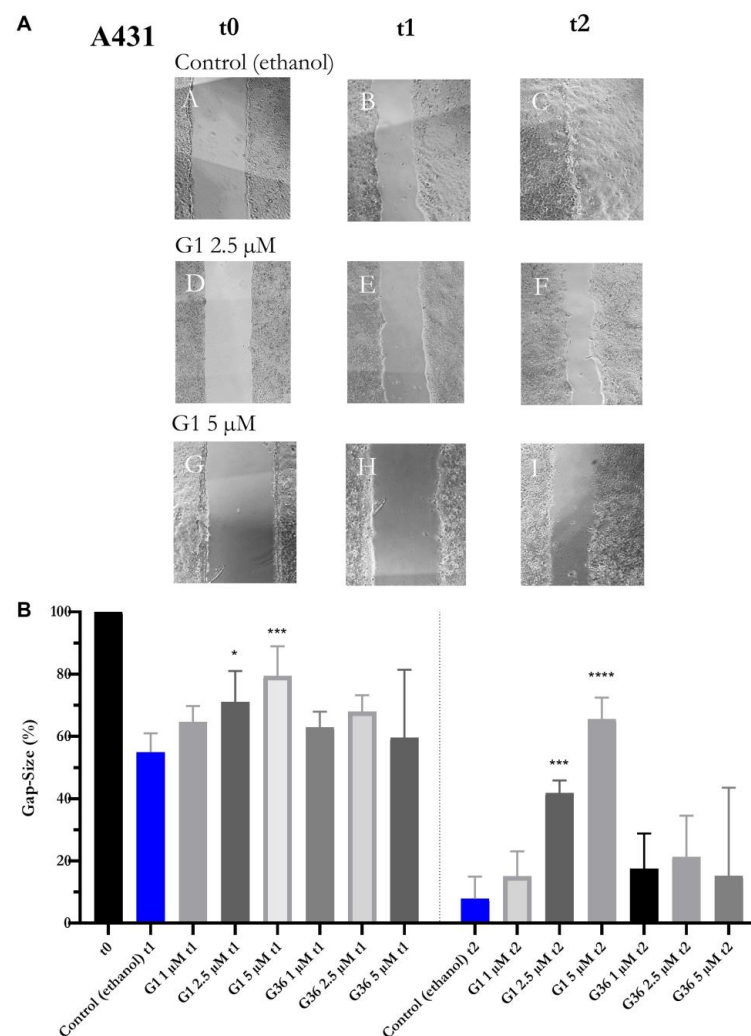 A
A431
t0
t1
t2
Control (ethanol)
A
B
C
G1 2.5 µM
D
E
F
G1 5 µM
G
H
I
B
Gap-Size (%)
100
80
60
40
20
0
*
***
***
****
t0
Control (ethanol) t1
G1 1 µM t1
G1 2.5 µM t1
G1 5 µM t1
G36 1 µM t1
G36 2.5 µM t1
G36 5 µM t1
Control (ethanol) t2
G1 1 µM t2
G1 2.5 µM t2
G1 5 µM t2
G36 1 µM t2
G36 2.5 µM t2
G36 5 µM t2